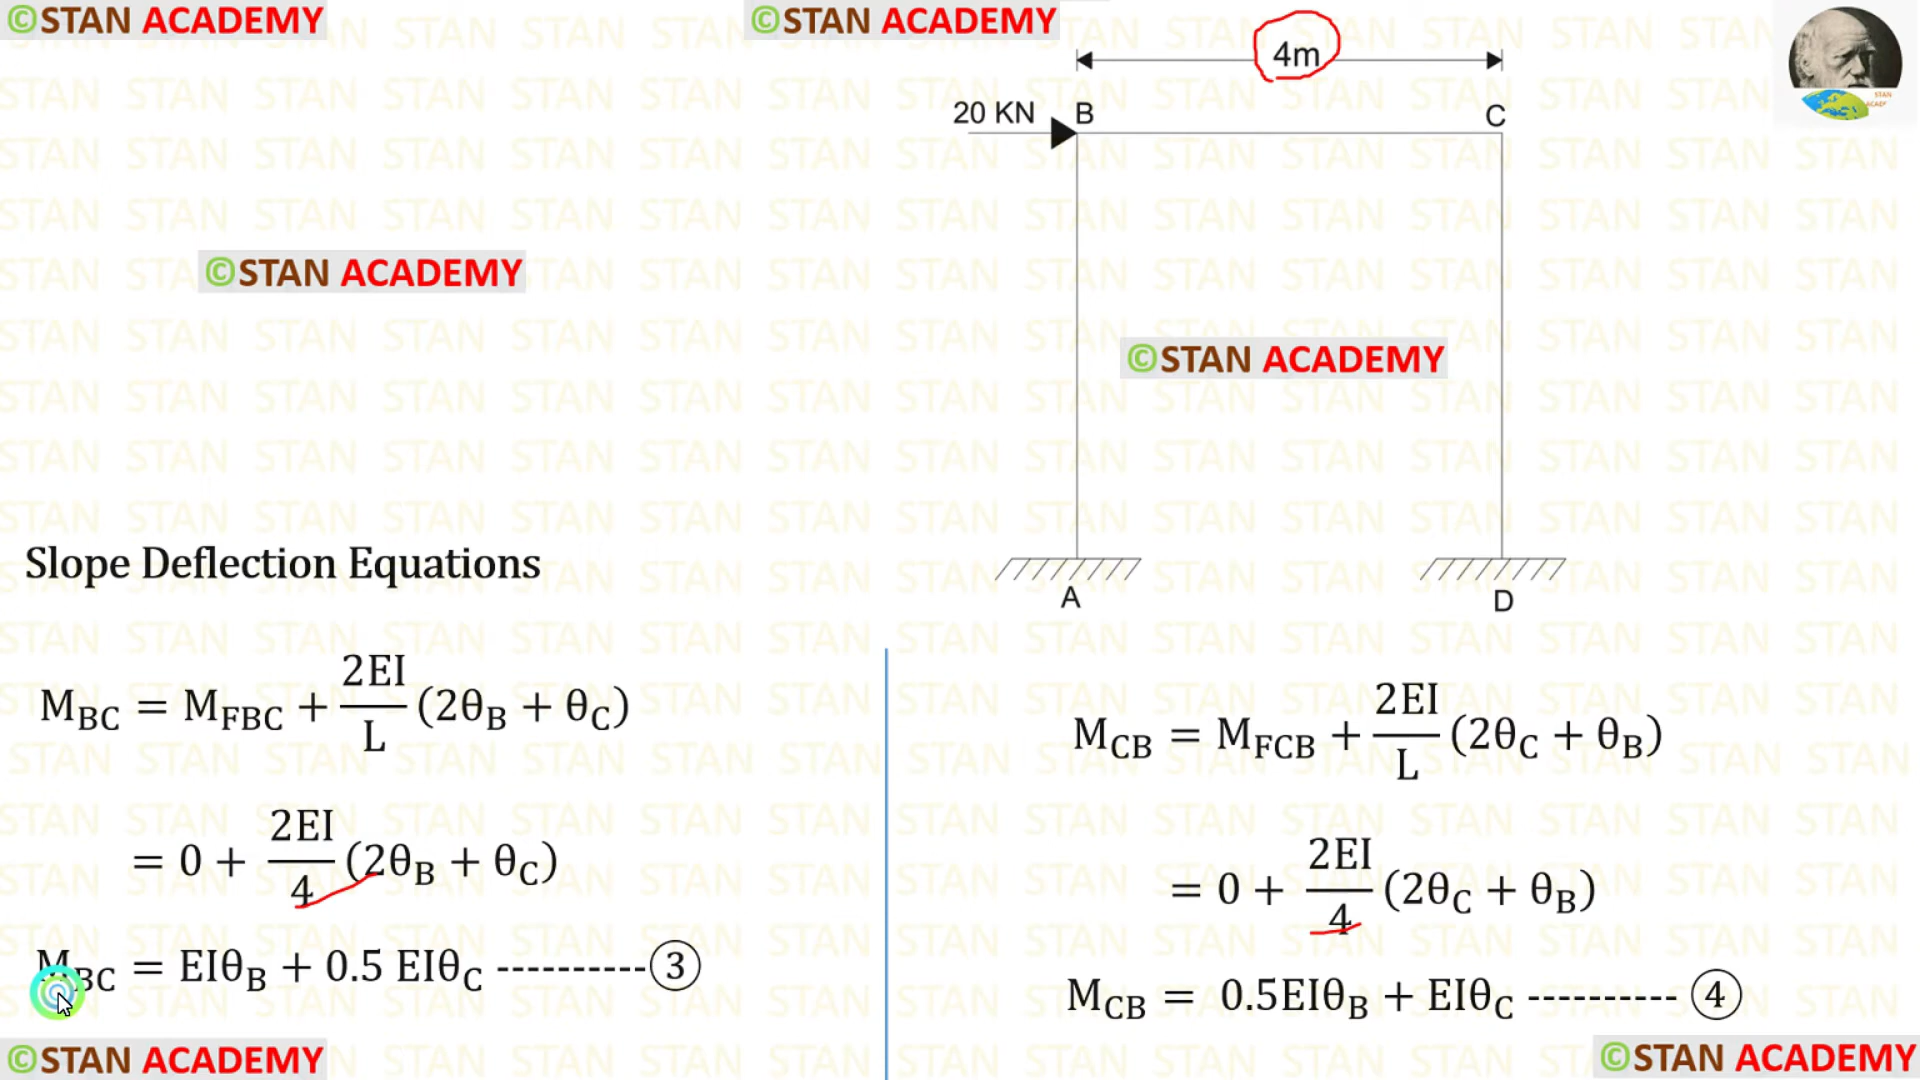 ©STAN ACADEMY
©STAN ACADEMY
4m
STAN
ACADEMY
20 KN
B
C
©STAN ACADEMY
©STAN ACADEMY
A
D
Slope Deflection Equations
M_BC = M_FBC + 2EI/L (2θ_B + θ_C)
= 0 + 2EI/4 (2θ_B + θ_C)
M_BC = EIθ_B + 0.5 EIθ_C ----------③
M_CB = M_FCB + 2EI/L (2θ_C + θ_B)
= 0 + 2EI/4 (2θ_C + θ_B)
M_CB = 0.5EIθ_B + EIθ_C ---------- ④
©STAN ACADEMY
©STAN ACADEMY